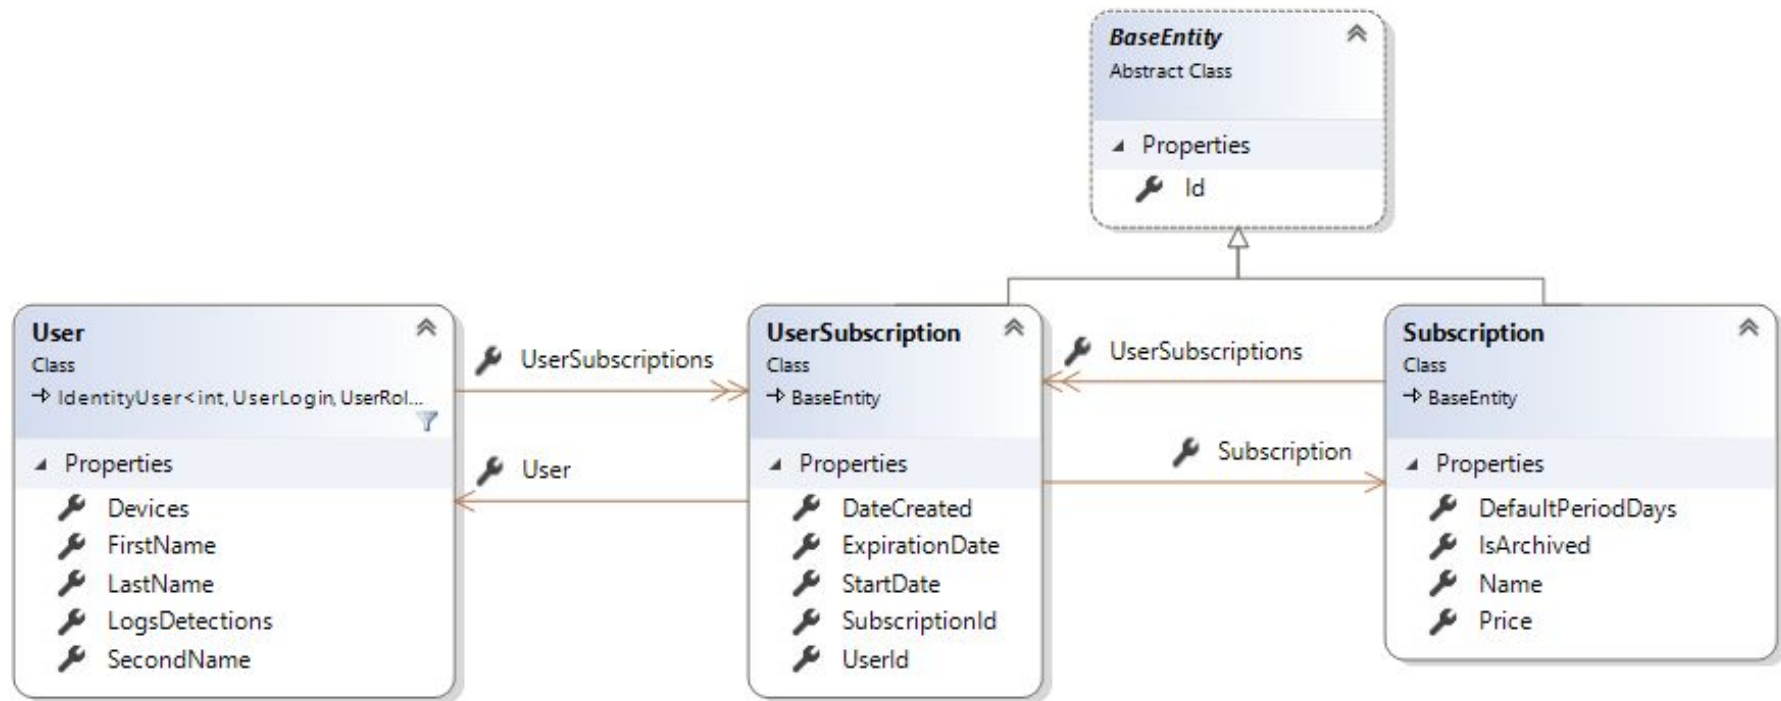 BaseEntity
Abstract Class
Properties
Id
User
Class
IdentityUser<int, UserLogin, UserRol...
Properties
Devices
FirstName
LastName
LogsDetections
SecondName
UserSubscriptions
User
UserSubscription
Class
BaseEntity
Properties
DateCreated
ExpirationDate
StartDate
SubscriptionId
UserId
UserSubscriptions
Subscription
Subscription
Class
BaseEntity
Properties
DefaultPeriodDays
IsArchived
Name
Price